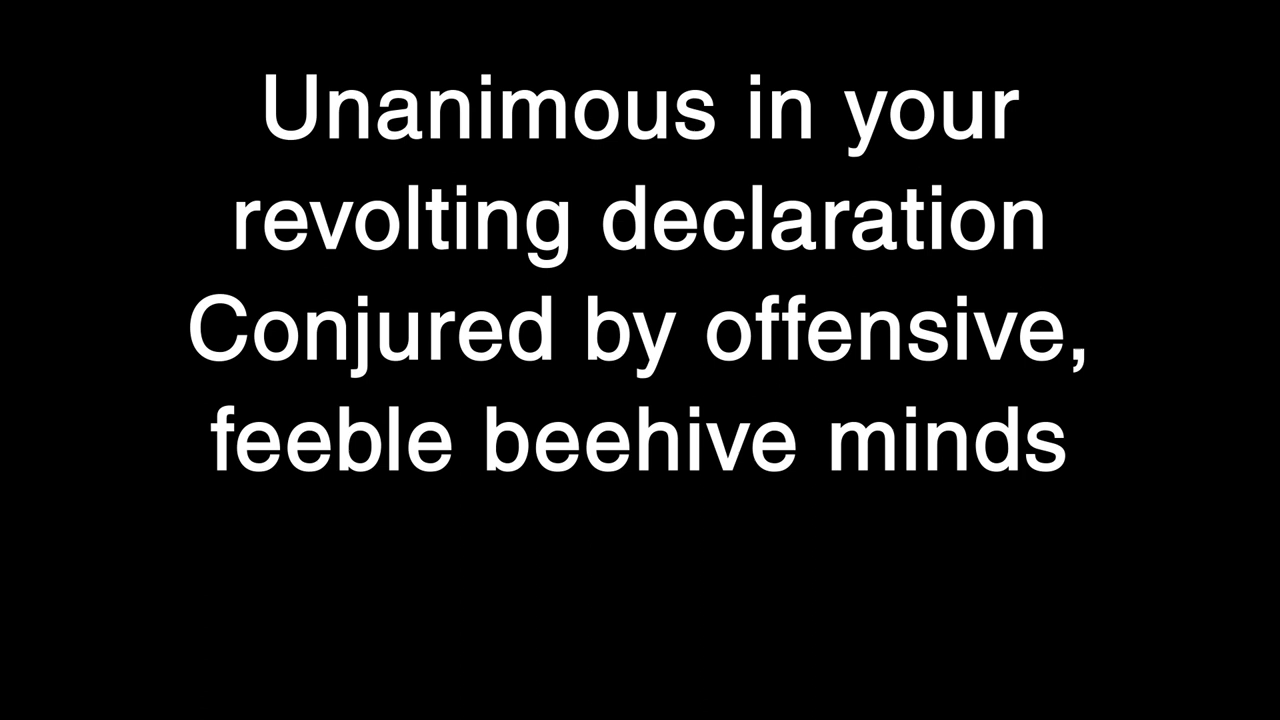 Unanimous in your
revolting declaration
Conjured by offensive,
feeble beehive minds